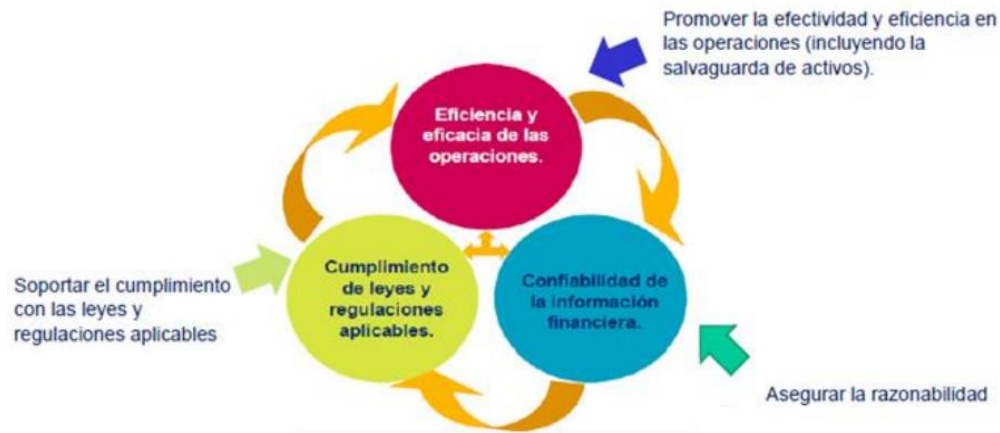 Promover la efectividad y eficiencia en
las operaciones (incluyendo la
salvaguarda de activos).
Eficiencia y
eficacia de las
operaciones.
Soportar el cumplimiento
con las leyes y
regulaciones aplicables
Cumplimiento
de leyes y
regulaciones
aplicables.
Confiabilidad de
la información
financiera.
Asegurar la razonabilidad